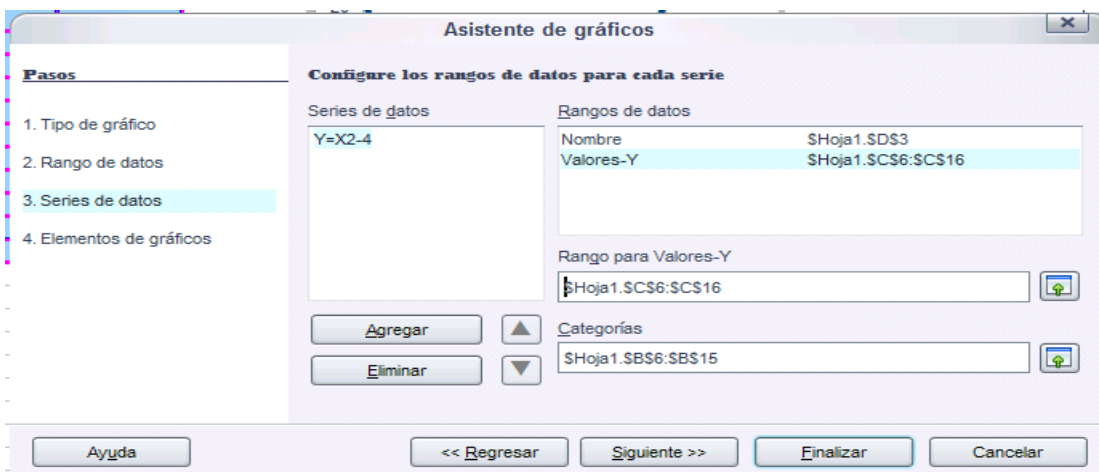 Asistente de gráficos
Pasos
1. Tipo de gráfico
2. Rango de datos
3. Series de datos
4. Elementos de gráficos
Configure los rangos de datos para cada serie
Series de datos
Y=X2-4
Agregar
Eliminar
Rangos de datos
Nombre $Hoja1.$D$3
Valores-Y $Hoja1.$C$6:$C$16
Rango para Valores-Y
$Hoja1.$C$6:$C$16
Categorías
$Hoja1.$B$6:$B$15
Ayuda
<< Regresar
Siguiente >>
Finalizar
Cancelar